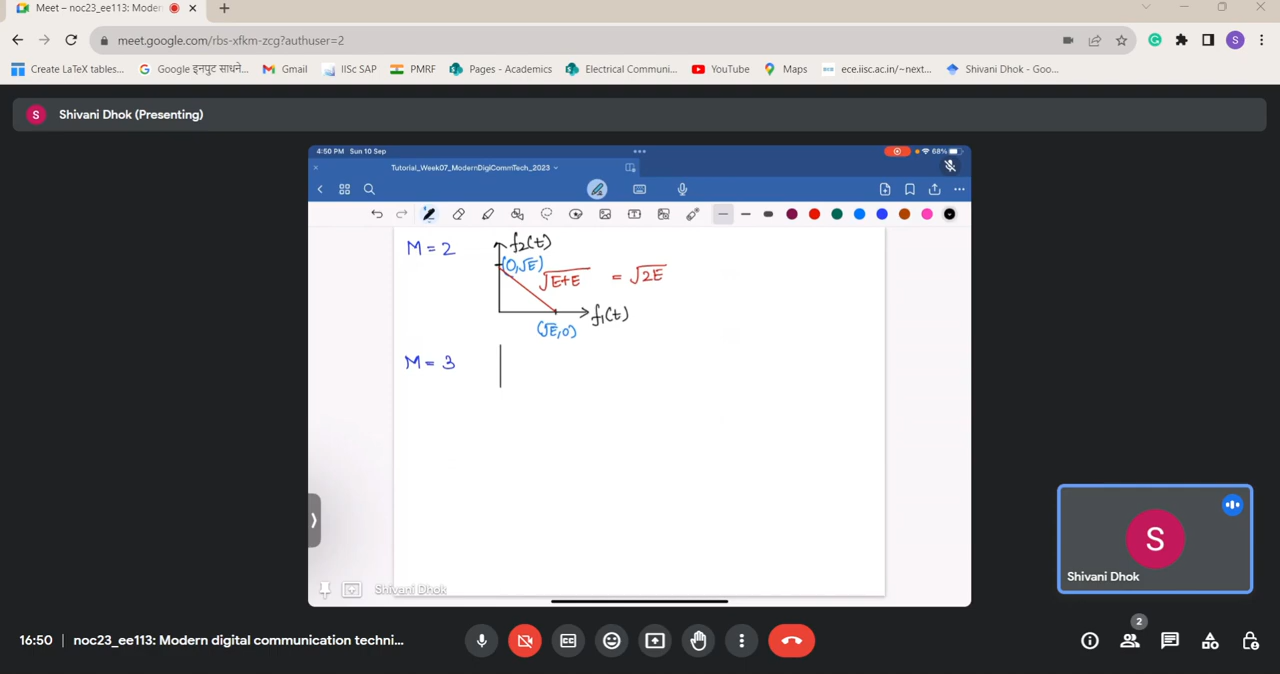 Meet – noc23_ee113: Modern
meet.google.com/rbs-xfkm-zcg?authuser=2
S
Create LaTeX tables...
Google इनपुट साधने...
Gmail
IISc SAP
PMRF
Pages - Academics
Electrical Communi...
YouTube
Maps
ece.iisc.ac.in/~next...
Shivani Dhok - Goo...
S
Shivani Dhok (Presenting)
4:50 PM Sun 10 Sep
68%
Tutorial_Week07_ModernDigiCommTech_2023
M = 2
f2(t)
(0,√E)
√E+E = √2E
f1(t)
(√E,0)
M = 3
Shivani Dhok
S
Shivani Dhok
16:50 | noc23_ee113: Modern digital communication techni...
2